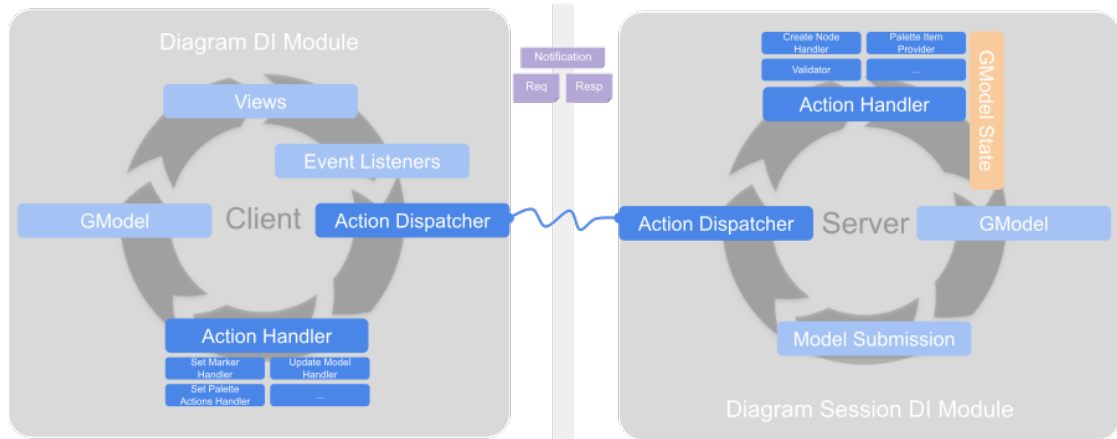 Diagram DI Module
Views
Event Listeners
GModel
Client
Action Dispatcher
Action Handler
Set Marker
Handler
Update Model
Handler
Set Palette
Actions Handler
...
Notification
Req
Resp
Create Node
Handler
Palette Item
Provider
Validator
...
Action Handler
GModel State
Action Dispatcher
Server
GModel
Model Submission
Diagram Session DI Module